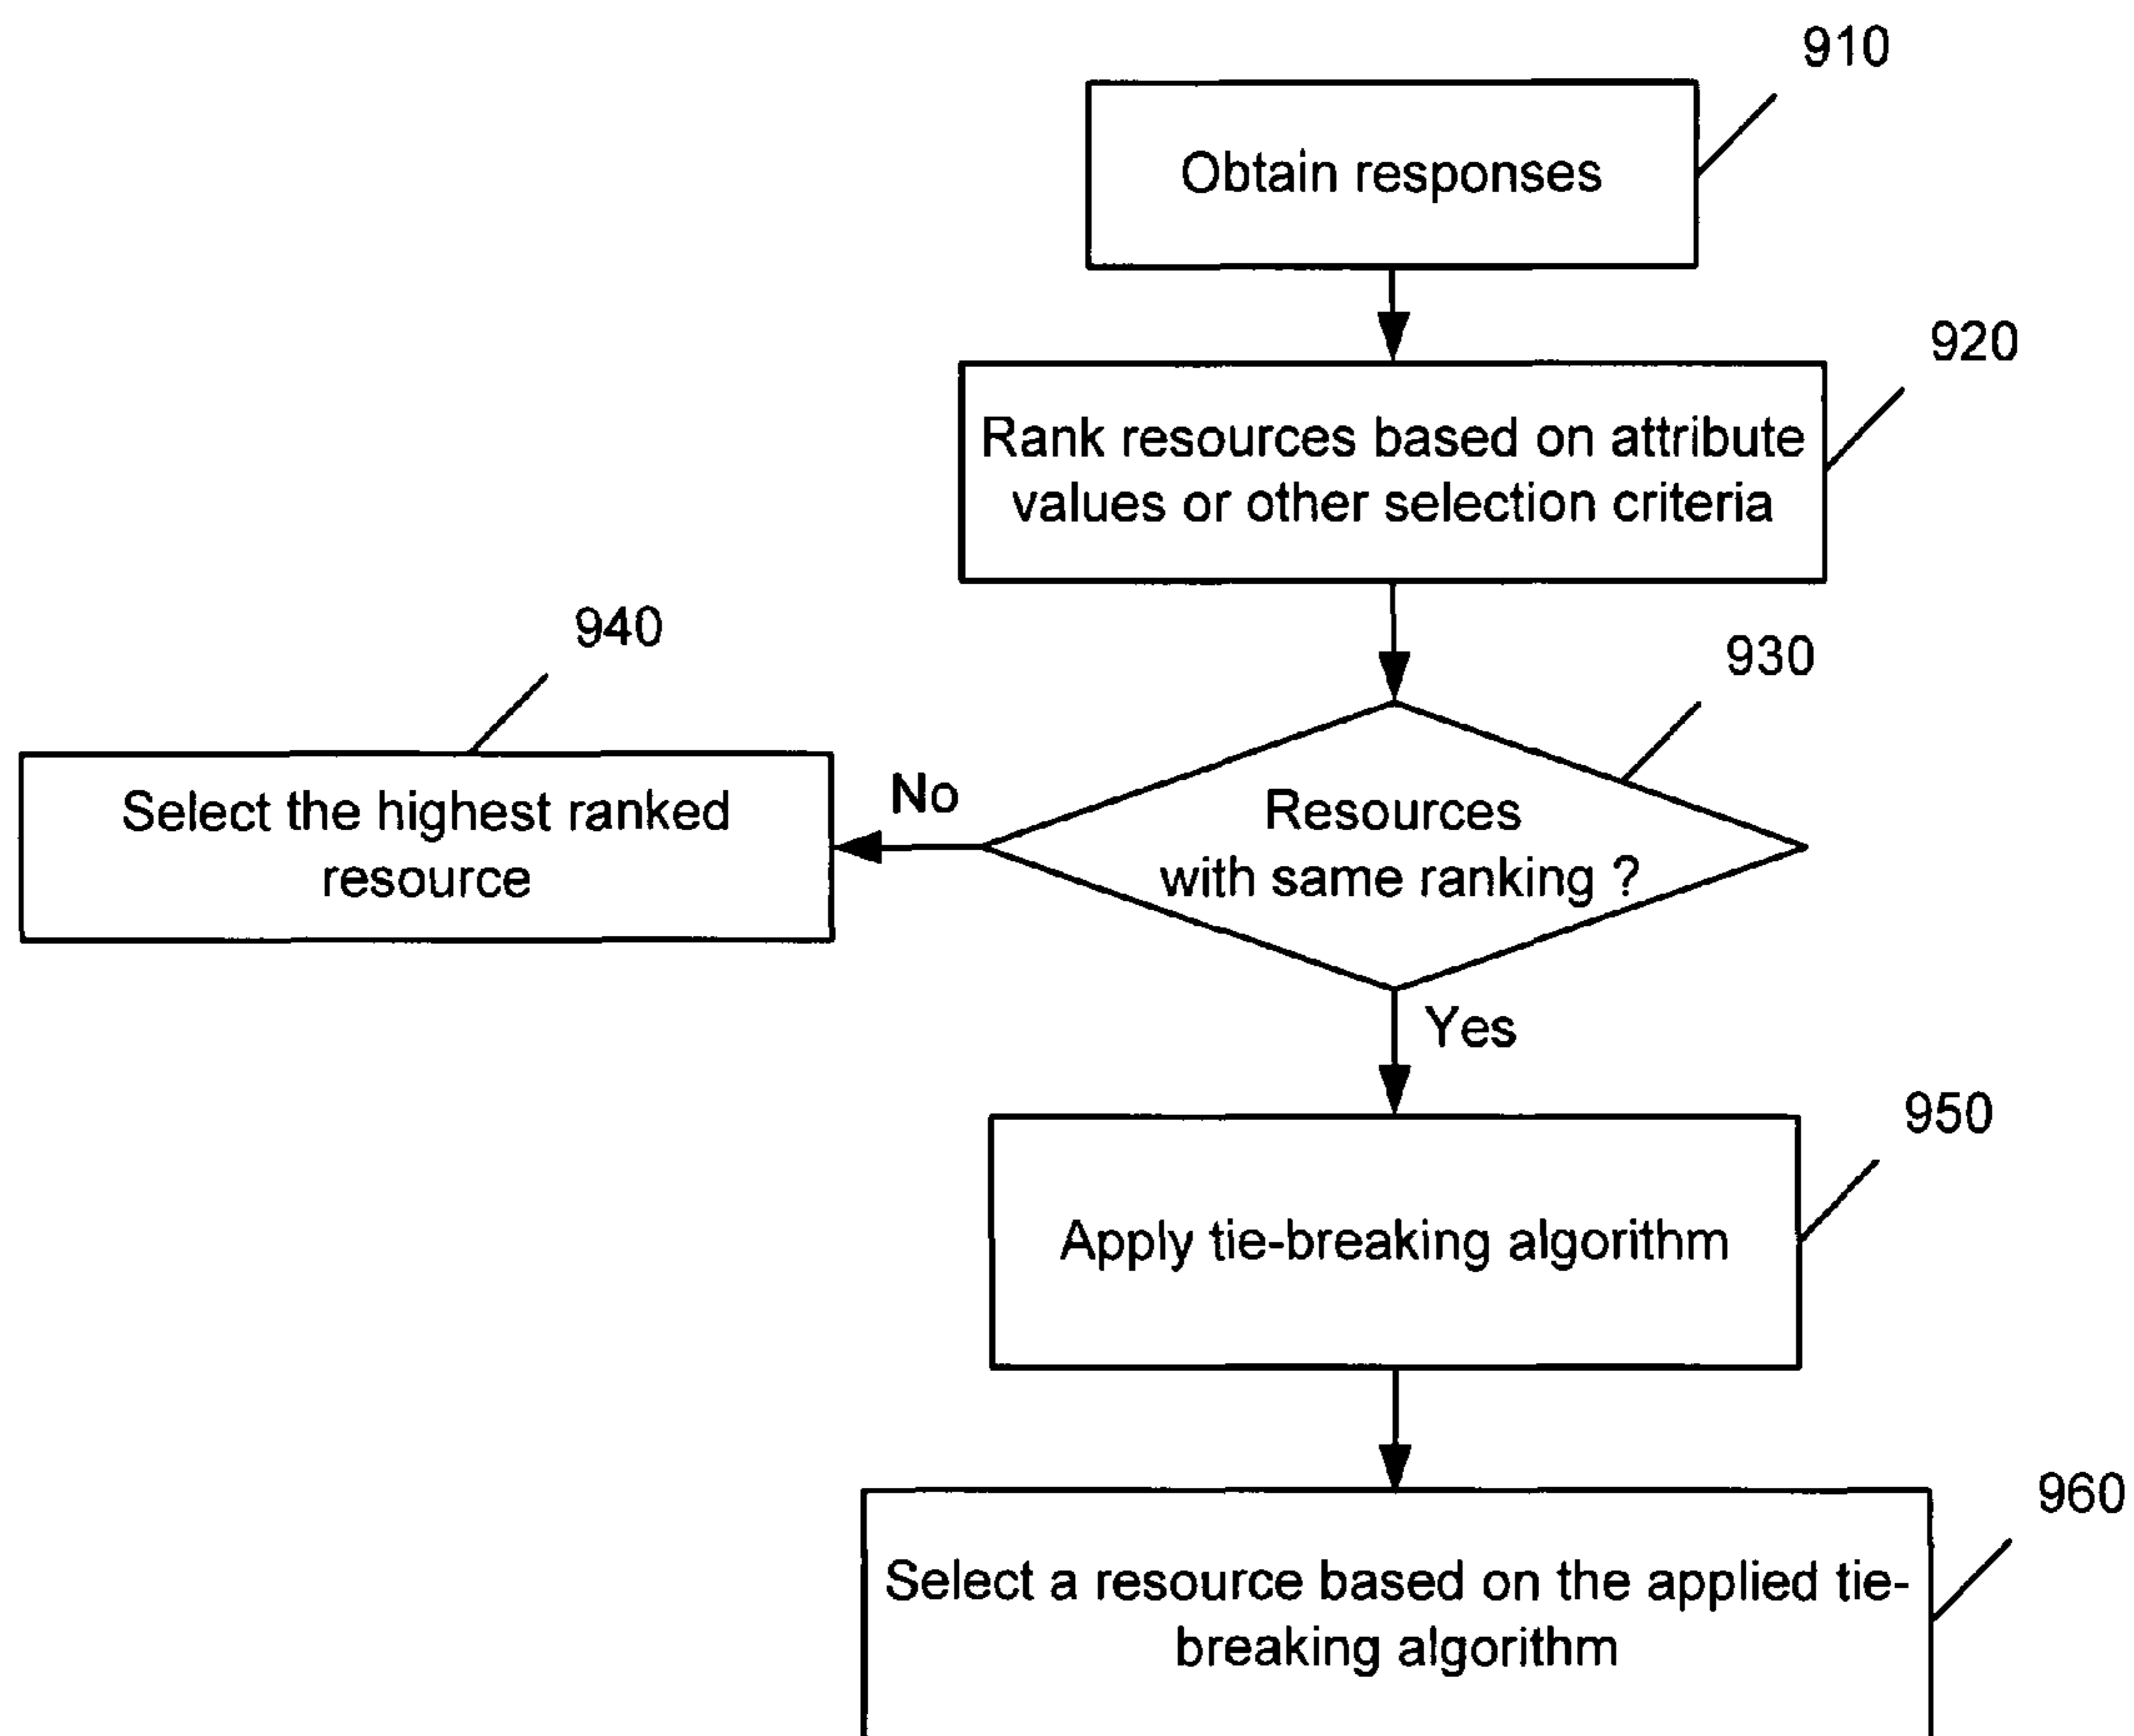 910
Obtain responses
920
Rank resources based on attribute
values or other selection criteria
930
Resources
with same ranking ?
No
940
Select the highest ranked
resource
Yes
950
Apply tie-breaking algorithm
960
Select a resource based on the applied tie-
breaking algorithm